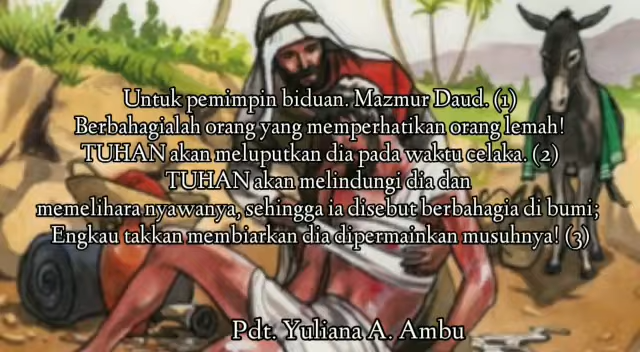 Untuk pemimpin biduan. Mazmur Daud. (1)
Berbahagialah orang yang memperhatikan orang lemah!
TUHAN akan meluputkan dia pada waktu celaka. (2)
TUHAN akan melindungi dia dan
memelihara nyawanya, sehingga ia disebut berbahagia di bumi;
Engkau takkan membiarkan dia dipermainkan musuhnya! (3)
Pdt. Yuliana A. Ambu